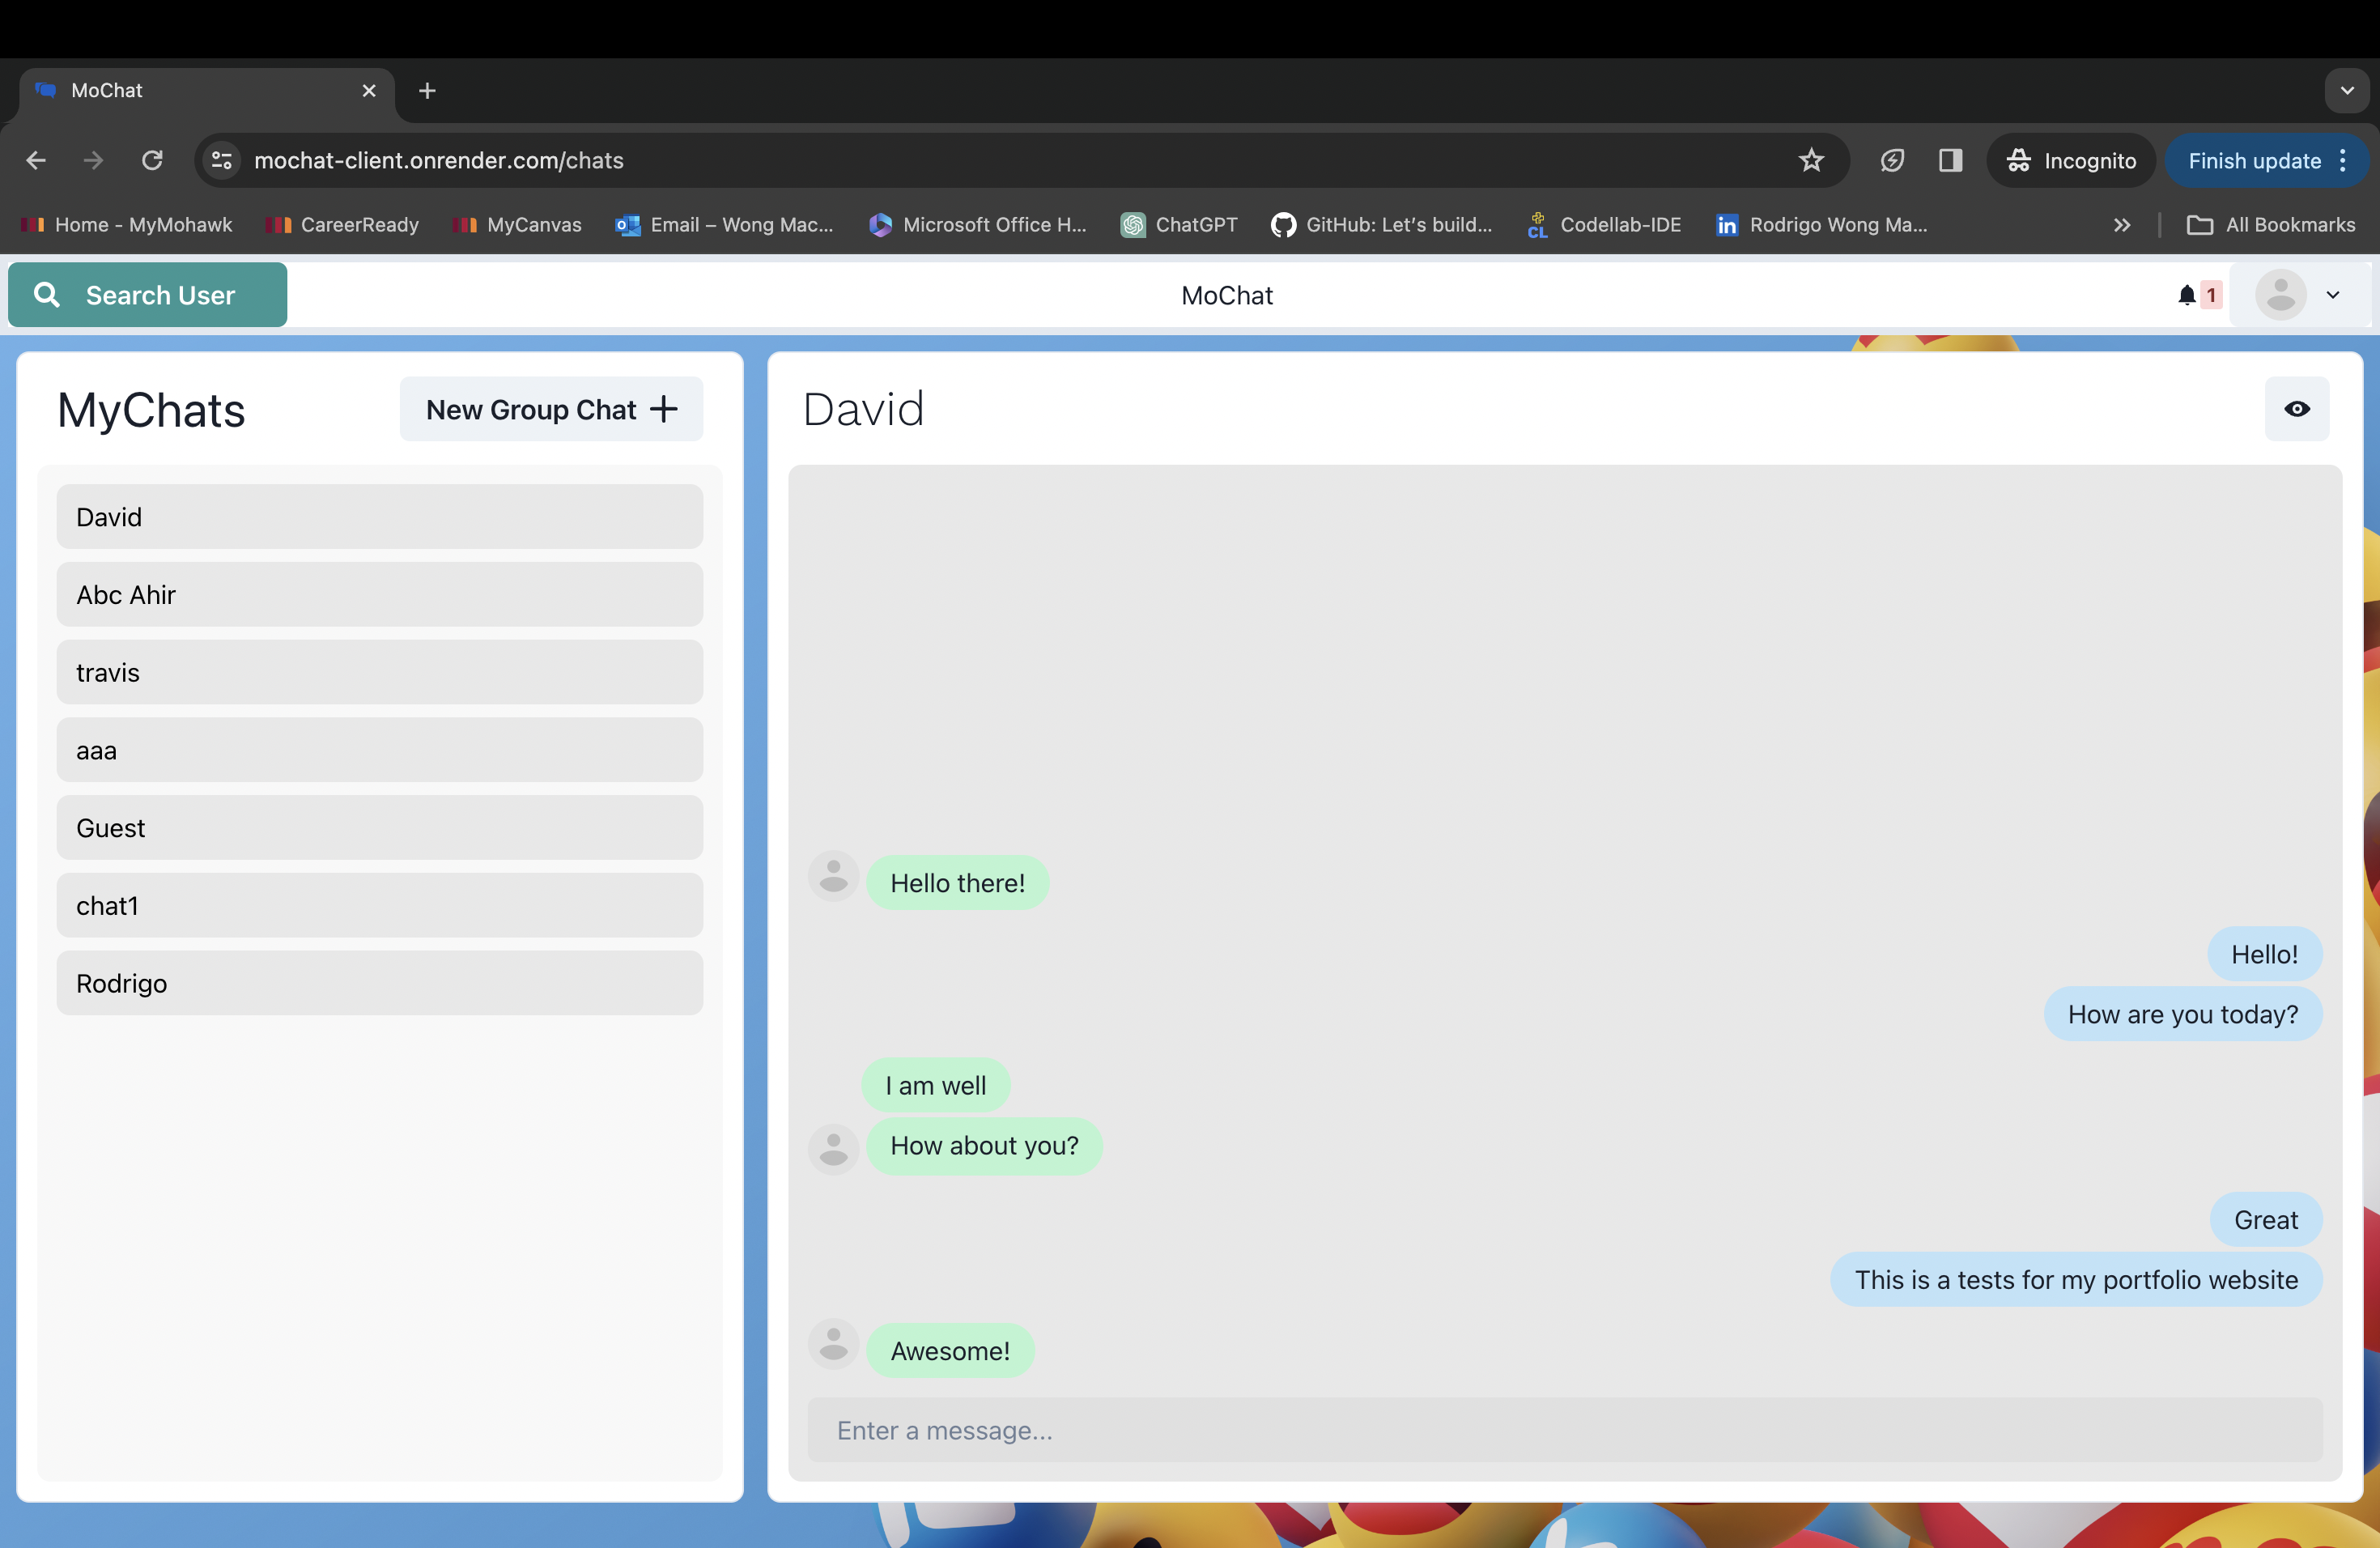 MoChat
mochat-client.onrender.com/chats
Incognito
Finish update
Home - MyMohawk
CareerReady
MyCanvas
Email – Wong Mac...
Microsoft Office H...
ChatGPT
GitHub: Let's build...
CL
Codellab-IDE
in
Rodrigo Wong Ma...
All Bookmarks
Search User
MoChat
1
MyChats
New Group Chat
David
Abc Ahir
travis
aaa
Guest
chat1
Rodrigo
David
Hello there!
Hello!
How are you today?
I am well
How about you?
Great
This is a tests for my portfolio website
Awesome!
Enter a message...